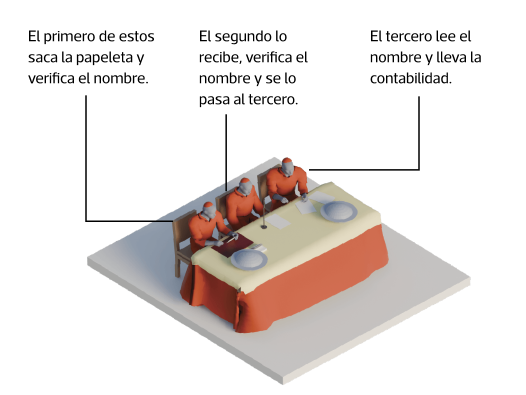 El primero de estos
saca la papeleta y
verifica el nombre.
El segundo lo
recibe, verifica el
nombre y se lo
pasa al tercero.
El tercero lee el
nombre y lleva la
contabilidad.